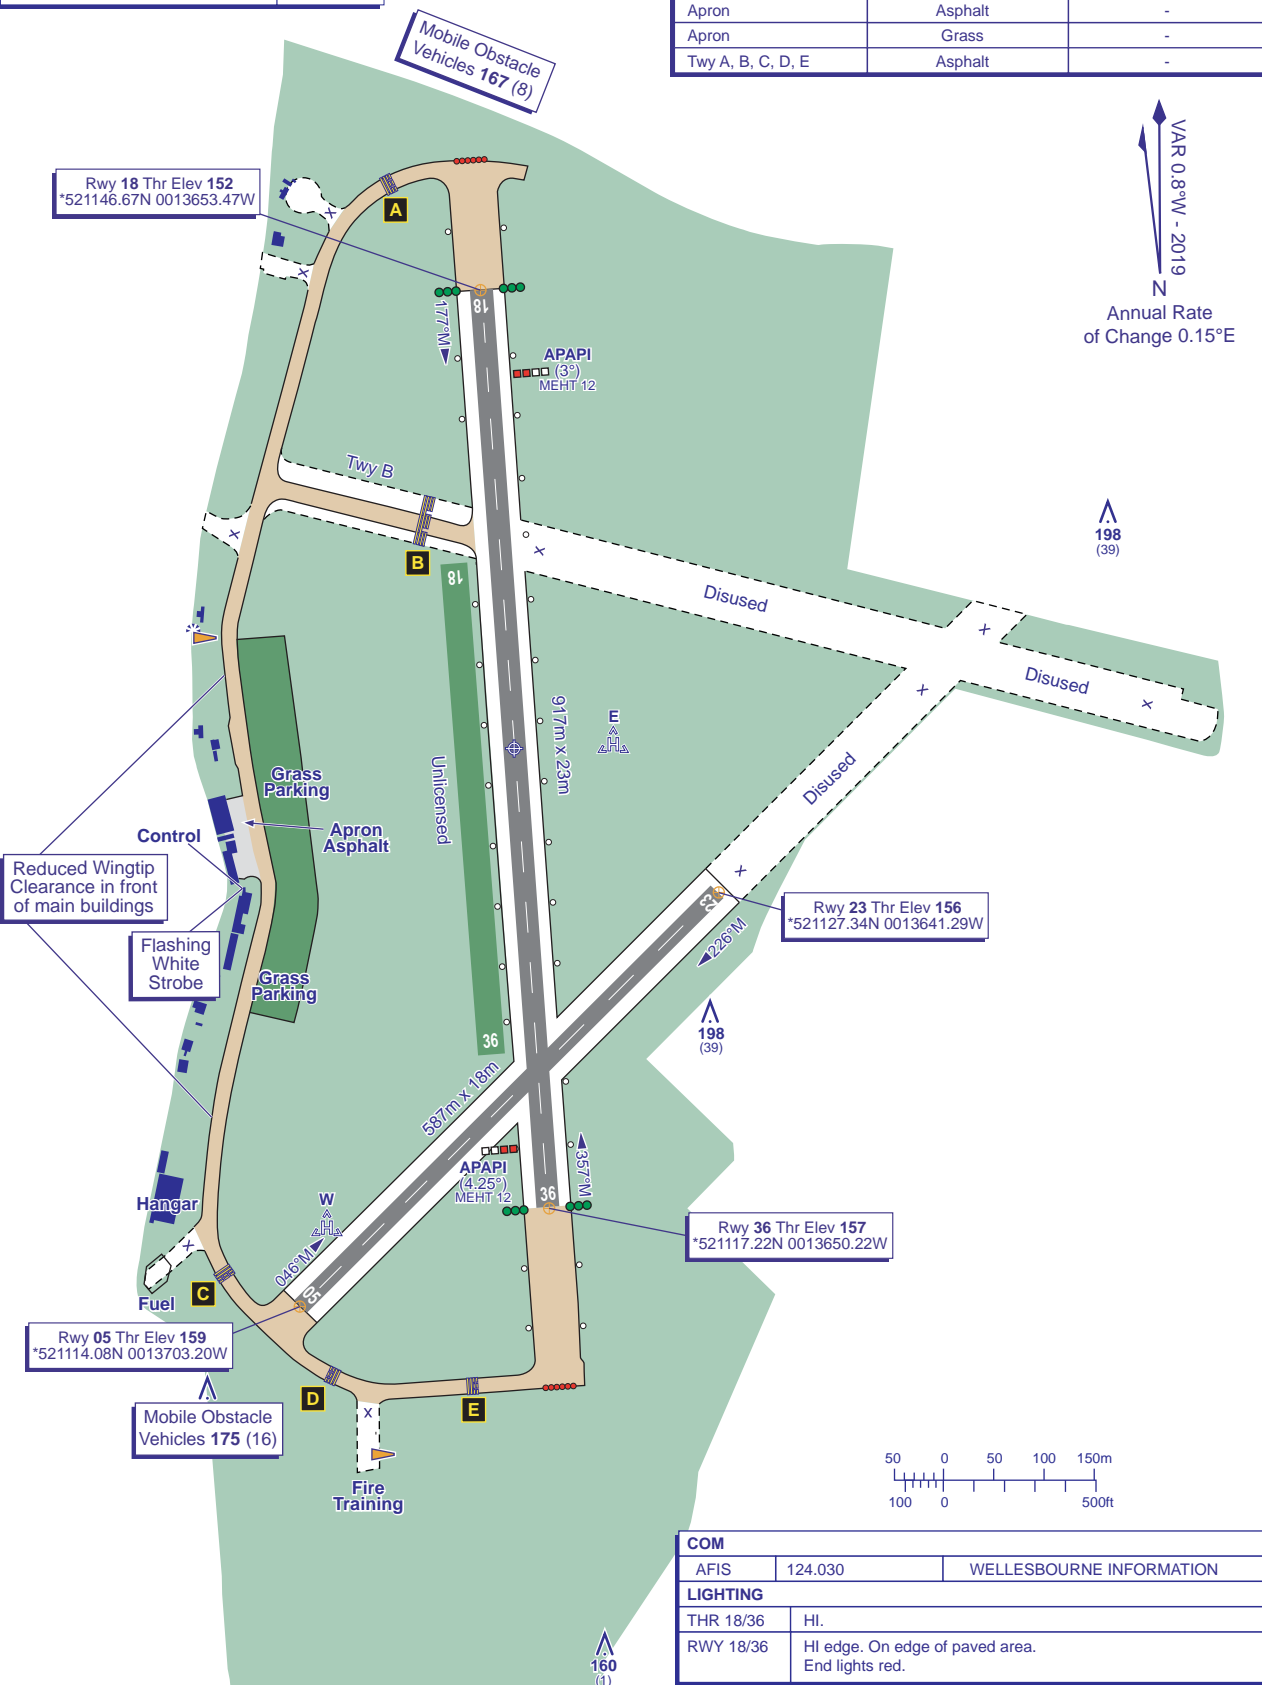 Apron Asphalt -
Apron Grass -
Twy A, B, C, D, E Asphalt -
Mobile Obstacle
Vehicles 167 (8)
VAR 0.8°W - 2019
N
Annual Rate
of Change 0.15°E
Rwy 18 Thr Elev 152
*521146.67N 0013653.47W
A
18
177°M
APAPI
(3°)
MEHT 12
Twy B
B
x
x
x
x
198
(39)
18
Disused
x
Disused
x
x
917m x 23m
E
H
Unlicensed
Grass
Parking
Disused
Control
Apron
Asphalt
Reduced Wingtip
Clearance in front
of main buildings
x
23
Rwy 23 Thr Elev 156
*521127.34N 0013641.29W
226°M
Flashing
White
Strobe
Grass
Parking
198
(39)
36
587m x 18m
APAPI
(4.25°)
MEHT 12
357°M
36
Hangar
W
H
046°M
Rwy 36 Thr Elev 157
*521117.22N 0013650.22W
x
C
Fuel
05
Rwy 05 Thr Elev 159
*521114.08N 0013703.20W
D
E
x
Mobile Obstacle
Vehicles 175 (16)
Fire
Training
50 0 50 100 150m
100 0 500ft
COM
AFIS 124.030 WELLESBOURNE INFORMATION
LIGHTING
THR 18/36 HI.
RWY 18/36 HI edge. On edge of paved area.
End lights red.
160
(1)